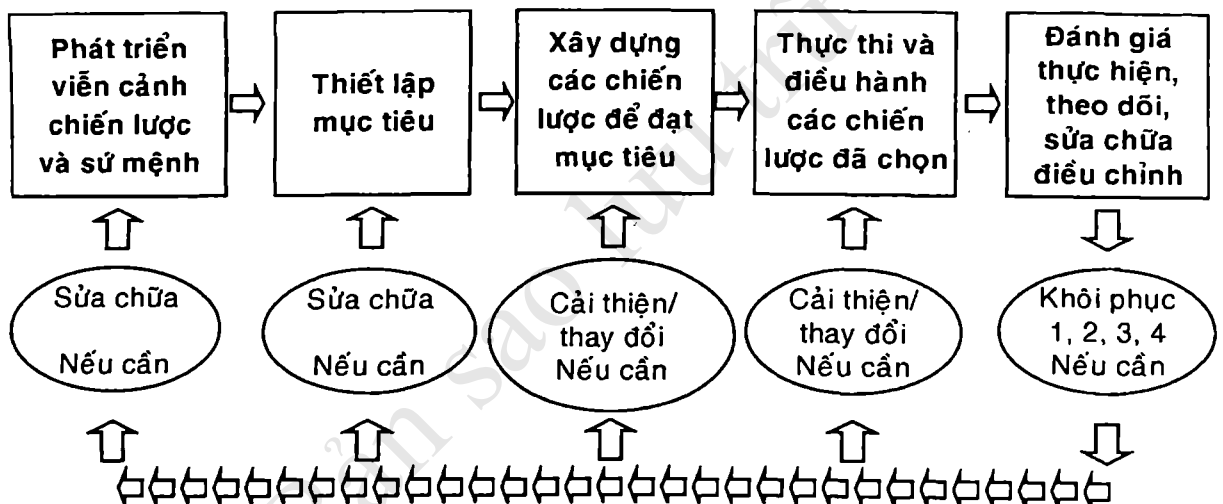 Phát triển
viễn cảnh
chiến lược
và sứ mệnh
Thiết lập
mục tiêu
Xây dựng
các chiến
lược để đạt
mục tiêu
Thực thi và
điều hành
các chiến
lược đã chọn
Đánh giá
thực hiện,
theo dõi,
sửa chữa
điều chỉnh
Sửa chữa
Nếu cần
Sửa chữa
Nếu cần
Cải thiện/
thay đổi
Nếu cần
Cải thiện/
thay đổi
Nếu cần
Khôi phục
1, 2, 3, 4
Nếu cần